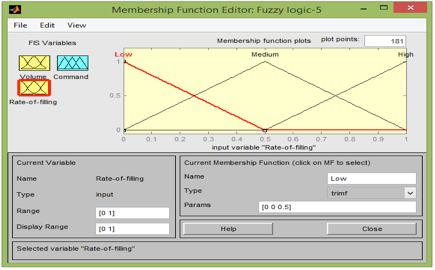 Membership Function Editor: Fuzzy logic-5
File Edit View
FIS Variables
Volume Command
Rate-of-filling
Membership function plots plot points: 181
Low Medium High
1
0.5
0
0 0.1 0.2 0.3 0.4 0.5 0.6 0.7 0.8 0.9 1
input variable "Rate-of-filling"
Current Variable
Name Rate-of-filling
Type input
Range [0 1]
Display Range [0 1]
Current Membership Function (click on MF to select)
Name Low
Type trimf
Params [0 0 0.5]
Help Close
Selected variable "Rate-of-filling"